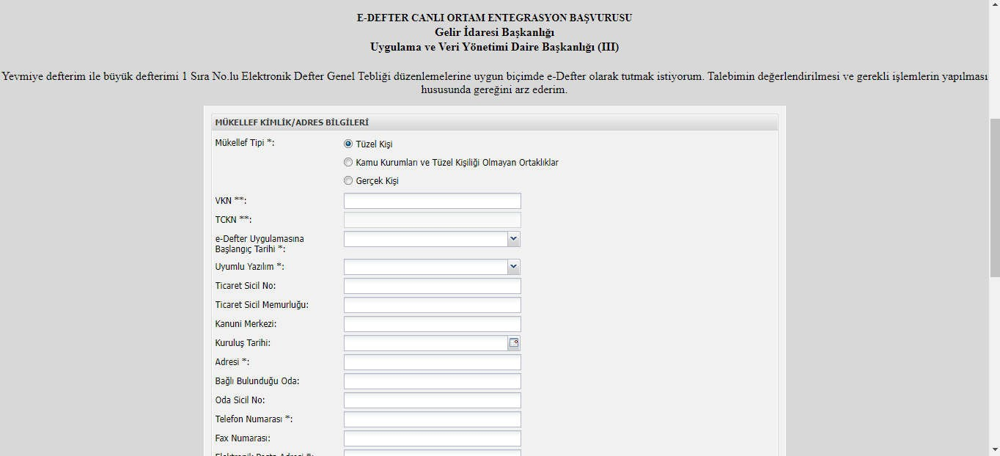 E-DEFTER CANLI ORTAM ENTEGRASYON BAŞVURUSU
Gelir İdaresi Başkanlığı
Uygulama ve Veri Yönetimi Daire Başkanlığı (III)
Yevmiye defterim ile büyük defterimi 1 Sıra No.lu Elektronik Defter Genel Tebliği düzenlemelerine uygun biçimde e-Defter olarak tutmak istiyorum. Talebimin değerlendirilmesi ve gerekli işlemlerin yapılması
hususunda gereğini arz ederim.
MÜKELLEF KİMLİK/ADRES BİLGİLERİ
Mükellef Tipi *:
Tüzel Kişi
Kamu Kurumları ve Tüzel Kişiliği Olmayan Ortaklıklar
Gerçek Kişi
VKN **:
TCKN **:
e-Defter Uygulamasına
Başlangıç Tarihi *:
Uyumlu Yazılım *:
Ticaret Sicil No:
Ticaret Sicil Memurluğu:
Kanuni Merkezi:
Kuruluş Tarihi:
Adresi *:
Bağlı Bulunduğu Oda:
Oda Sicil No:
Telefon Numarası *:
Fax Numarası:
Elektronik Posta Adresi *: